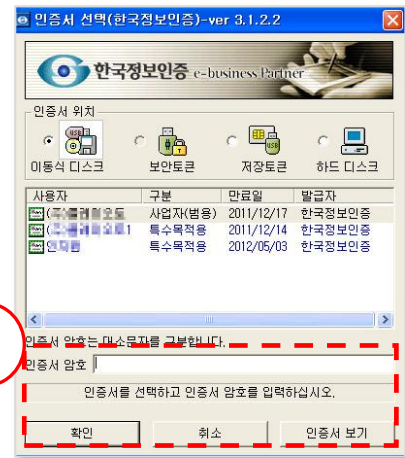 인증서 선택(한국정보인증)-ver 3.1.2.2
한국정보인증 e-business Partner
인증서 위치
이동식 디스크 보안토큰 저장토큰 하드 디스크
사용자 구분 만료일 발급자
사업자(범용) 2011/12/17 한국정보인증
특수목적용 2011/12/14 한국정보인증
특수목적용 2012/05/03 한국정보인증
인증서 암호는 대소문자를 구분합니다.
인증서 암호
인증서를 선택하고 인증서 암호를 입력하십시오.
확인 취소 인증서 보기